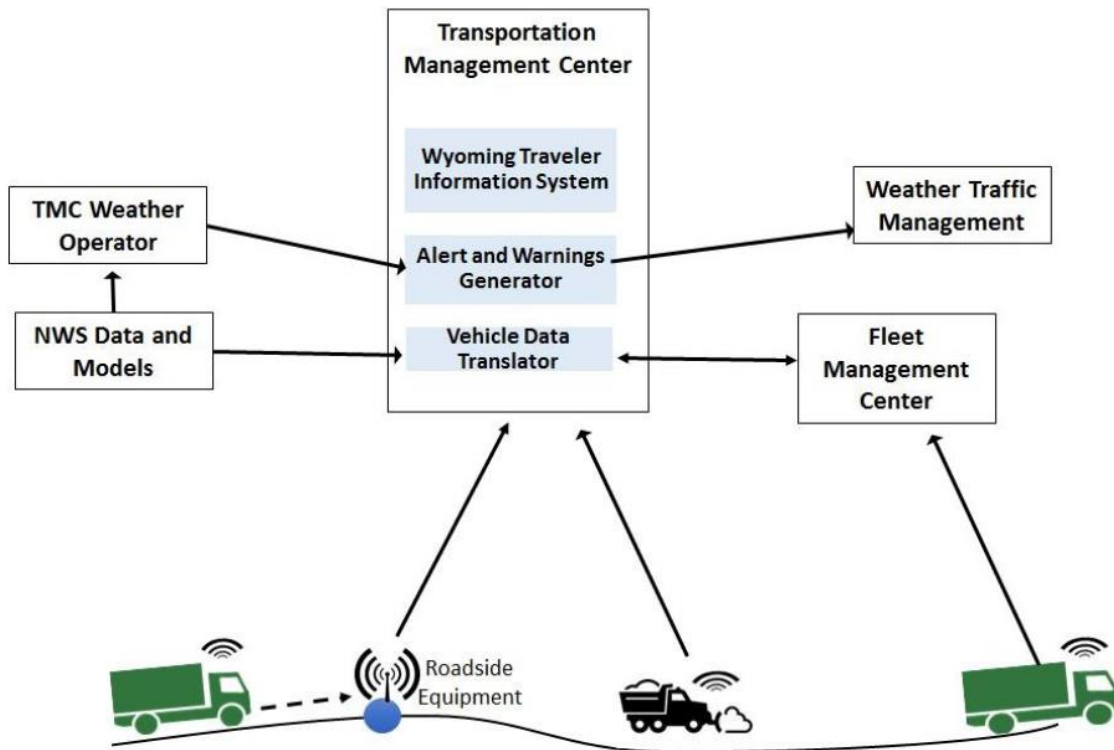 Transportation
Management Center
Wyoming Traveler
Information System
TMC Weather
Operator
Weather Traffic
Management
Alert and Warnings
Generator
NWS Data and
Models
Vehicle Data
Translator
Fleet
Management
Center
Roadside
Equipment